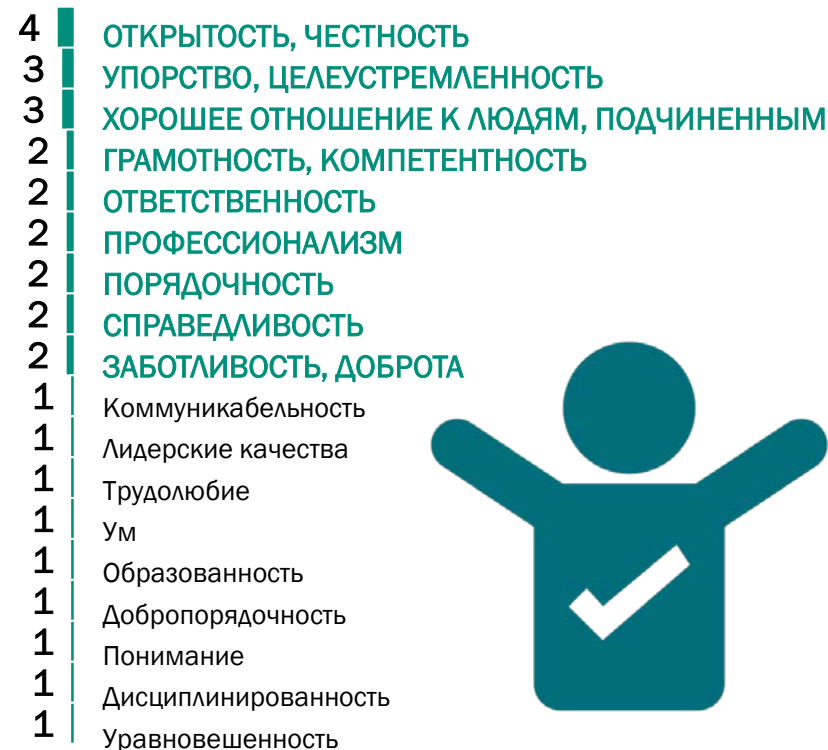 4 ОТКРЫТОСТЬ, ЧЕСТНОСТЬ
3 УПОРСТВО, ЦЕЛЕУСТРЕМЛЕННОСТЬ
3 ХОРОШЕЕ ОТНОШЕНИЕ К ЛЮДЯМ, ПОДЧИНЕННЫМ
2 ГРАМОТНОСТЬ, КОМПЕТЕНТНОСТЬ
2 ОТВЕТСТВЕННОСТЬ
2 ПРОФЕССИОНАЛИЗМ
2 ПОРЯДОЧНОСТЬ
2 СПРАВЕДЛИВОСТЬ
2 ЗАБОТЛИВОСТЬ, ДОБРОТА
1 Коммуникабельность
1 Лидерские качества
1 Трудолюбие
1 Ум
1 Образованность
1 Добропорядочность
1 Понимание
1 Дисциплинированность
1 Уравновешенность